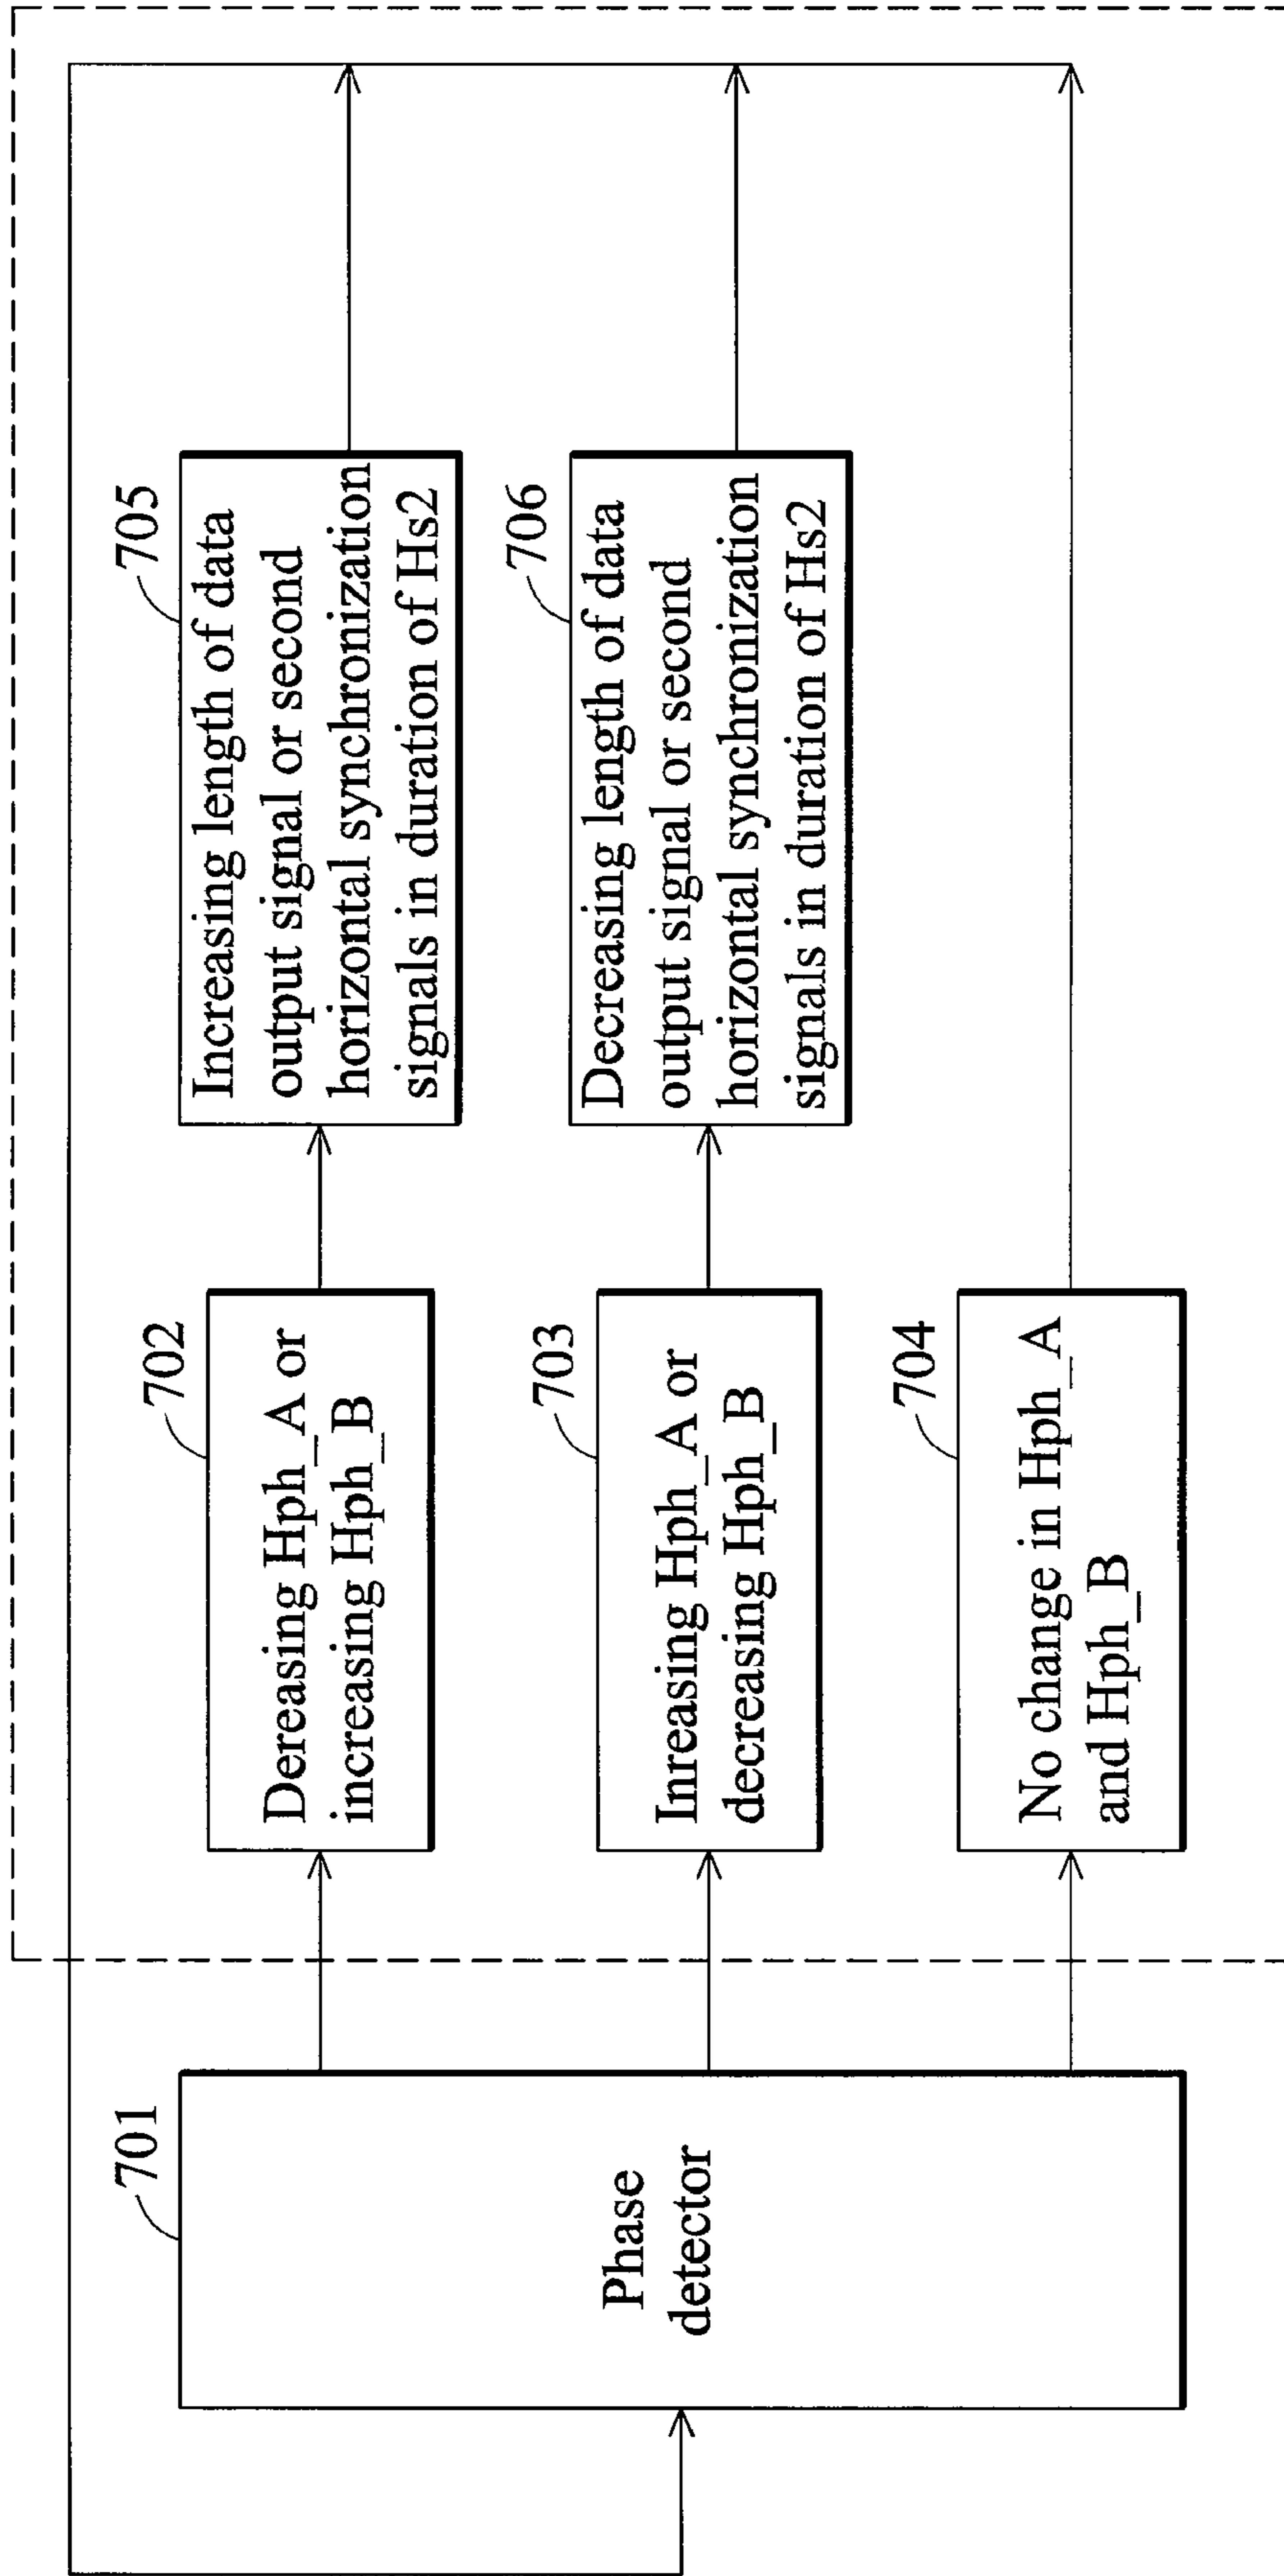 701
Phase
detector
702
Dereasing Hph_A or
increasing Hph_B
703
Inreasing Hph_A or
decreasing Hph_B
704
No change in Hph_A
and Hph_B
705
Increasing length of data
output signal or second
horizontal synchronization
signals in duration of Hs2
706
Decreasing length of data
output signal or second
horizontal synchronization
signals in duration of Hs2